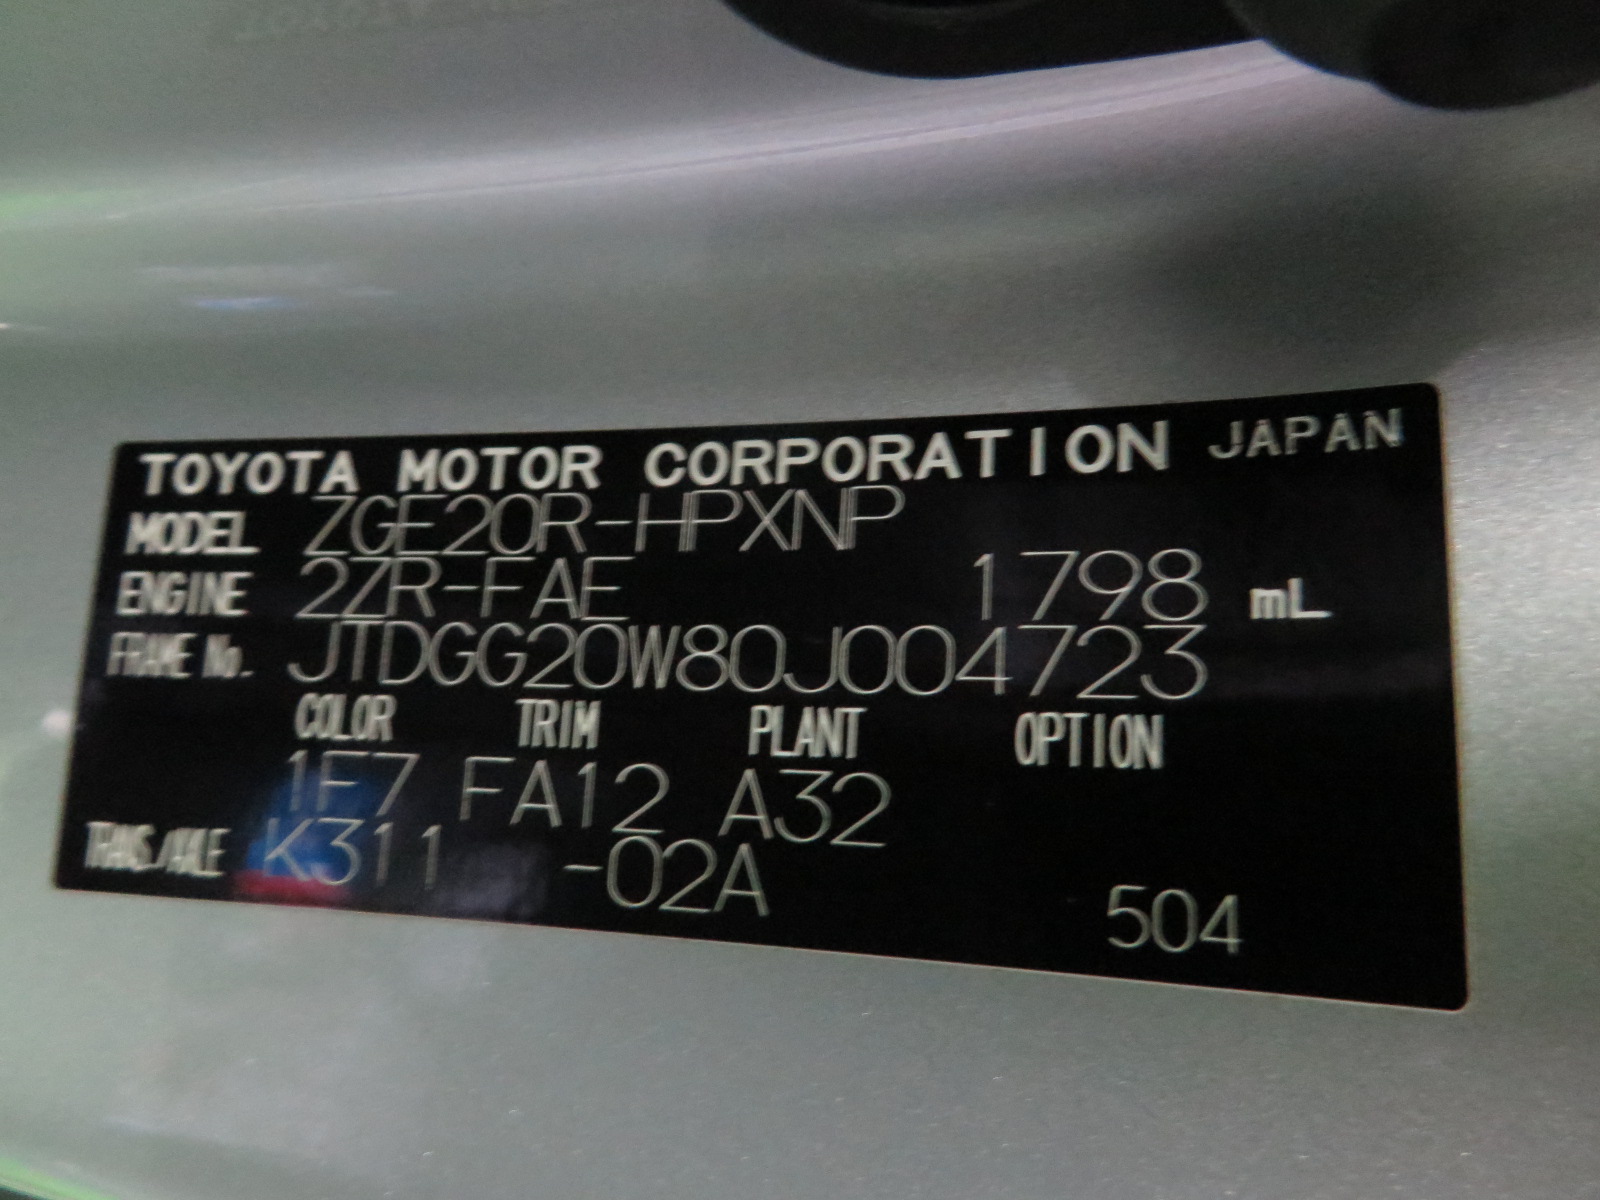 TOYOTA MOTOR CORPORATION JAPAN
MODEL ZGE20R-HPXNP
ENGINE 2ZR-FAE 1798 mL
FRAME No. JTDGG20W80J004723
COLOR TRIM PLANT OPTION
1F7 FA12 A32
TRANS./AXLE K311 -02A
504